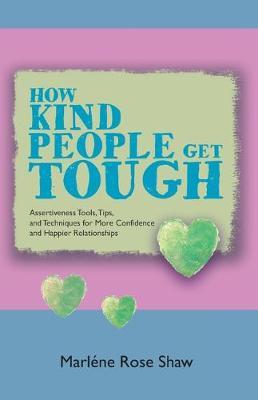 HOW
KIND
PEOPLE GET
TOUGH
Assertiveness Tools, Tips,
and Techniques for More Confidence
and Happier Relationships
Marléne Rose Shaw